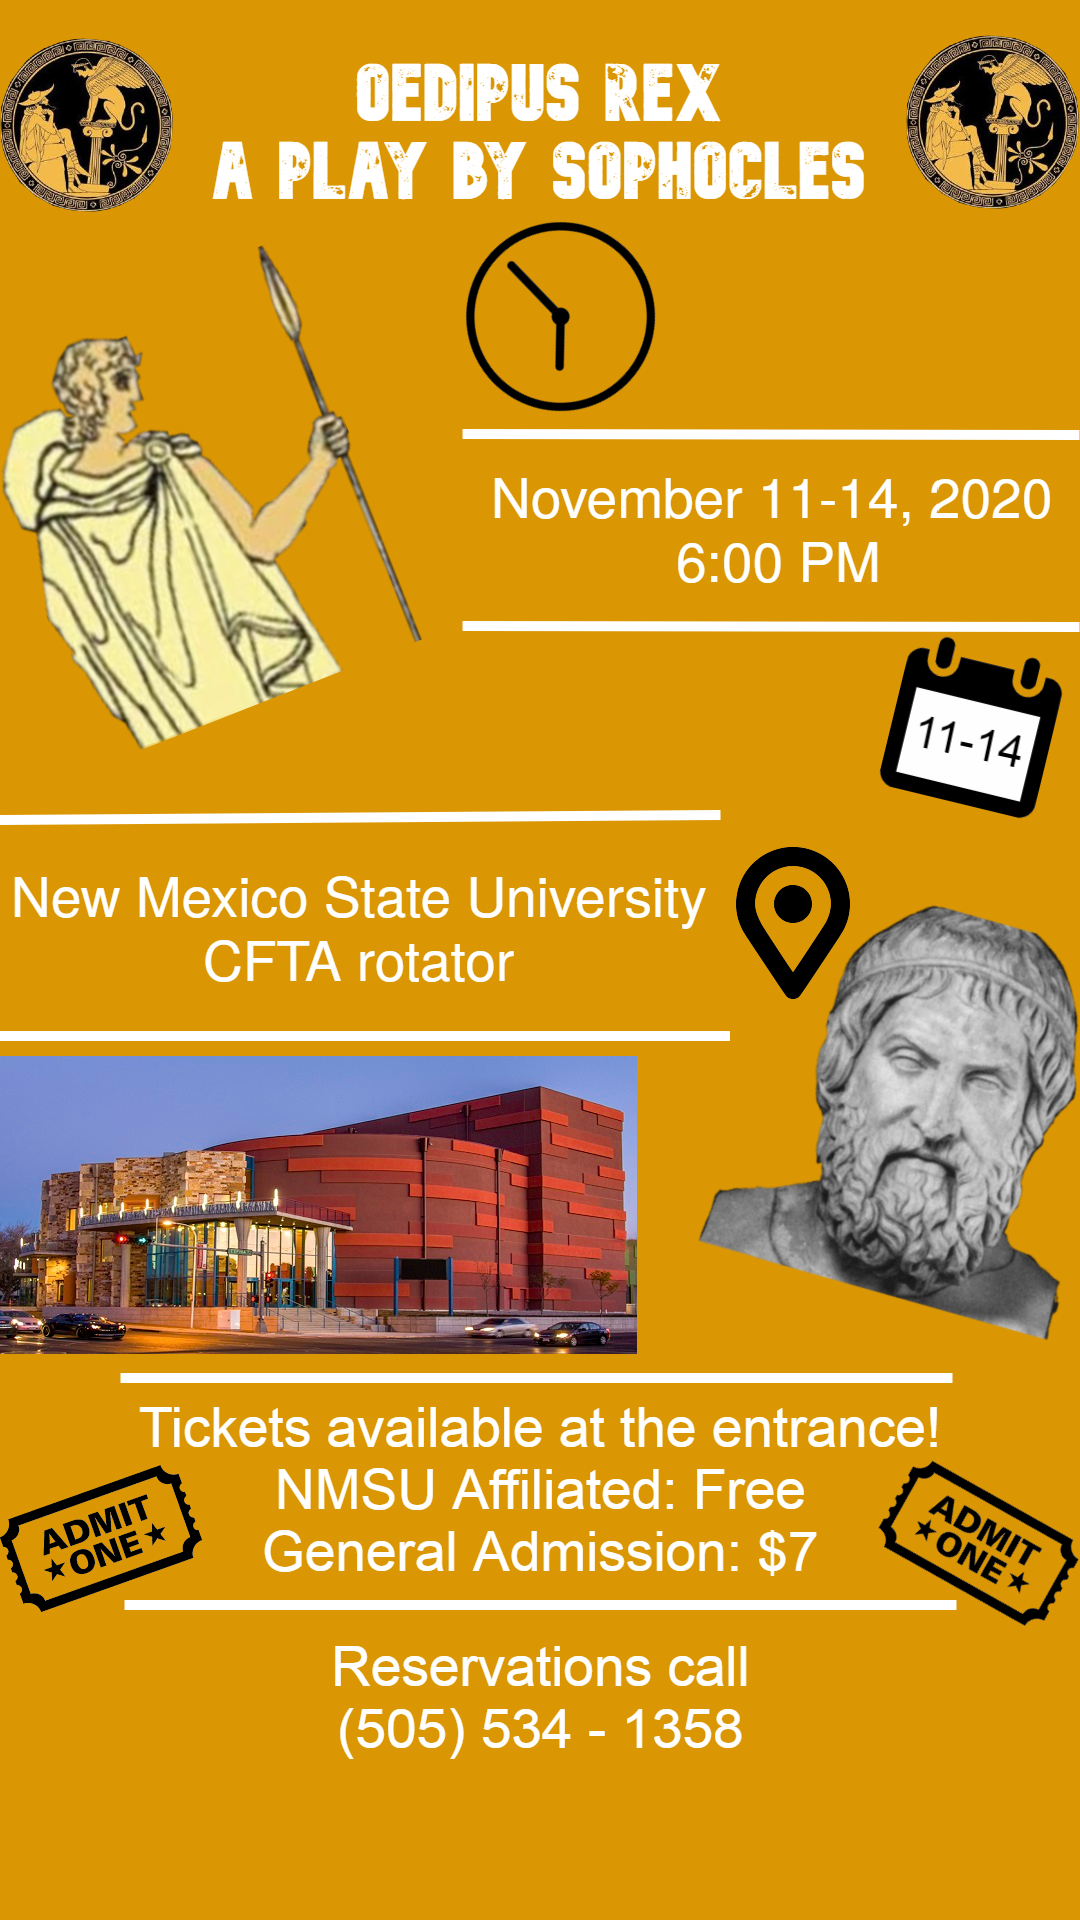 OEDIPUS REX
A PLAY BY SOPHOCLES
November 11-14, 2020
6:00 PM
11-14
New Mexico State University
CFTA rotator
Tickets available at the entrance!
NMSU Affiliated: Free
General Admission: $7
ADMIT
ONE
ADMIT
ONE
Reservations call
(505) 534 - 1358